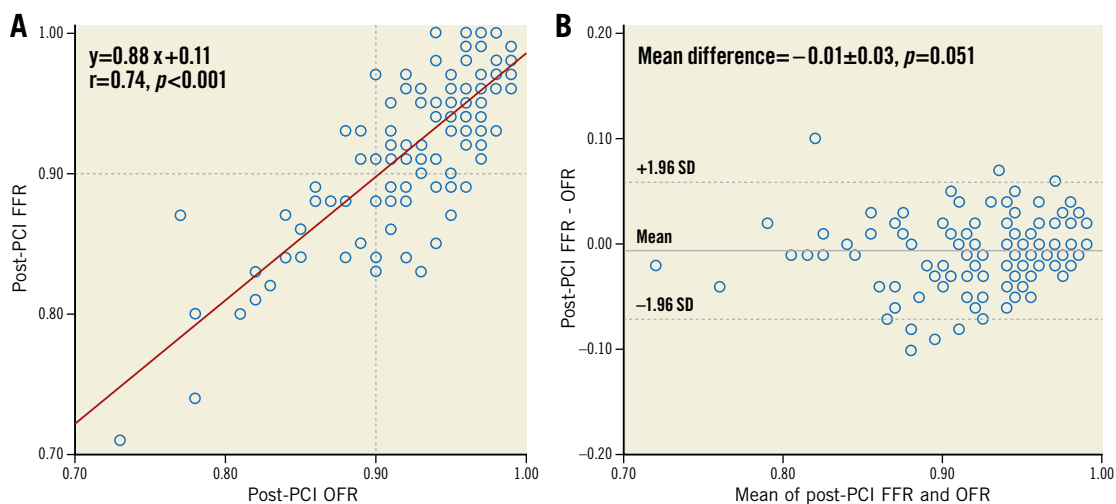 A
y=0.88 x+0.11
r=0.74, p<0.001
1.00
0.90
0.80
0.70
Post-PCI FFR
0.70 0.80 0.90 1.00
Post-PCI OFR
B
Mean difference=−0.01±0.03, p=0.051
0.20
0.10
0.00
−0.10
−0.20
Post-PCI FFR - OFR
+1.96 SD
Mean
−1.96 SD
0.70 0.80 0.90 1.00
Mean of post-PCI FFR and OFR